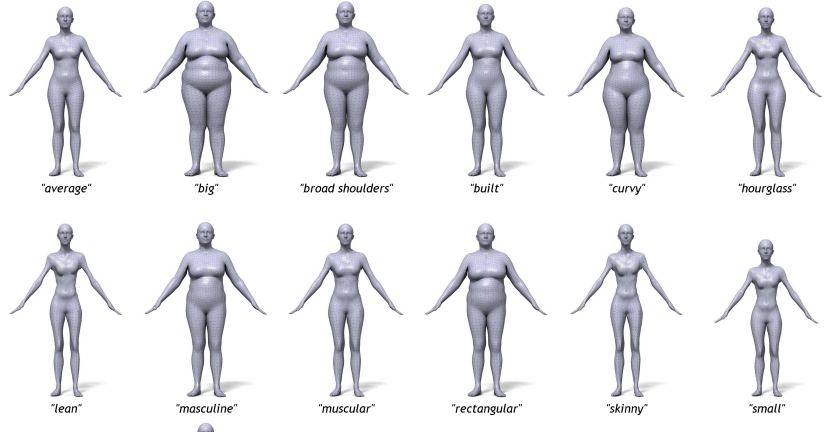 "average"
"big"
"broad shoulders"
"built"
"curvy"
"hourglass"
"lean"
"masculine"
"muscular"
"rectangular"
"skinny"
"small"